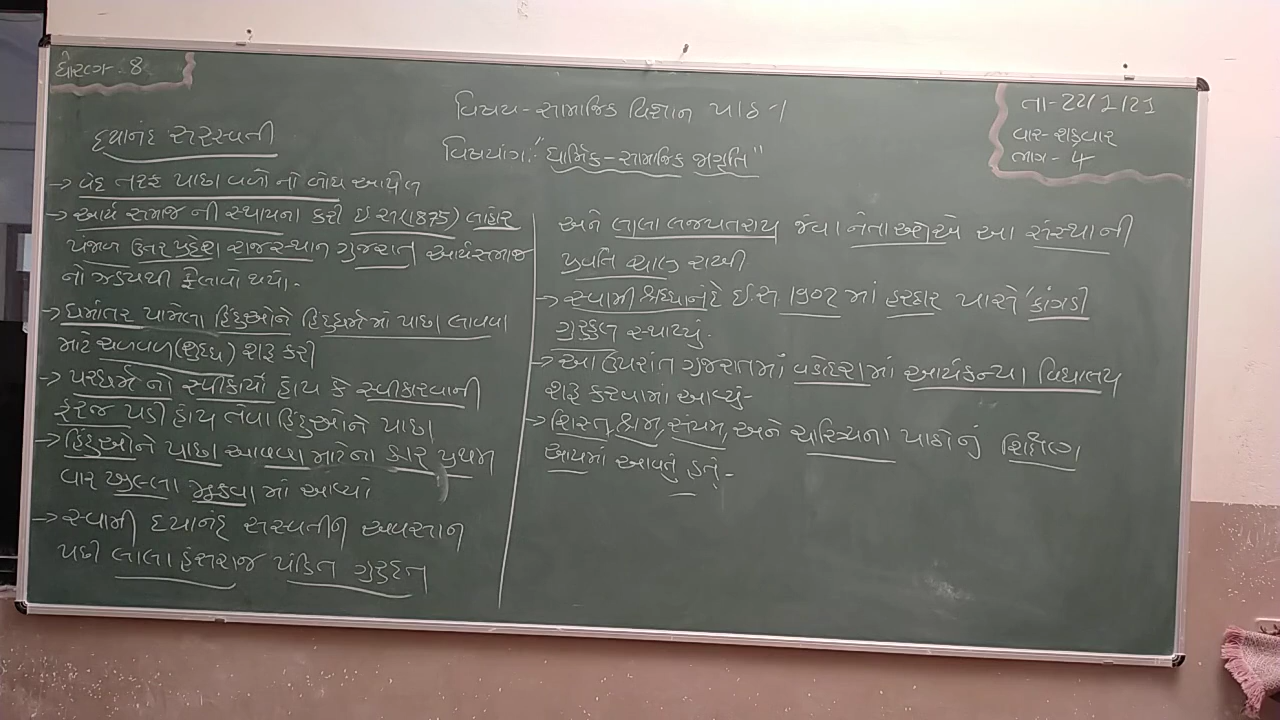 ધોરણ - 8
વિષય - સામાજિક વિજ્ઞાન પાઠ-1
વિષયાંગ:- "ધાર્મિક - સામાજિક જાગૃતિ"
તા-22/1/21
વાર- શુક્રવાર
ભાગ - 4
દયાનંદ સરસ્વતી
→ વેદ તરફ પાછા વળો નો બોધ આપેલ
→ આર્ય સમાજ ની સ્થાપના કરી ઈ સ (1875) લાહોર
પંજાબ ઉત્તર પ્રદેશ રાજસ્થાન ગુજરાત આર્યસમાજ
નો ઝડપથી ફેલાવો થયો.
→ ધર્માંતર પામેલા હિંદુઓને હિંદુધર્મ માં પાછા લાવવા
માટે ચળવળ (શુદ્ધિ) શરૂ કરી
→ પરધર્મ નો સ્વીકાર્યો હોય કે સ્વીકારવાની
ફરજ પડી હોય તેવા હિંદુઓને પાછા
→ હિંદુઓને પાછા આવવા માટેના દ્વાર પ્રથમ
વાર ખુલ્લા મૂકવા માં આવ્યાં
→ સ્વામી દયાનંદ સરસ્વતીન અવસાન
પછી લાલા હંસરાજ પંડિત ગુરુદત્ત
અને લાલા લજપતરાય જેવા નેતાઓએ આ સંસ્થાની
પ્રવૃતિ ચાલુ રાખી
→ સ્વામી શ્રધ્ધાનંદે ઈ.સ. 1902 માં હરદ્વાર પાસે 'કાંગડી
ગુરુકુલ સ્થાપ્યું.
→ આ ઉપરાંત ગુજરાતમાં વડોદરામાં આર્યકન્યા વિદ્યાલય
શરૂ કરવામાં આવ્યું-
→ શિસ્ત, શ્રમ, સંયમ, અને ચારિત્ર્યના પાઠોનું શિક્ષણ
આપમાં આવતું હતું.-